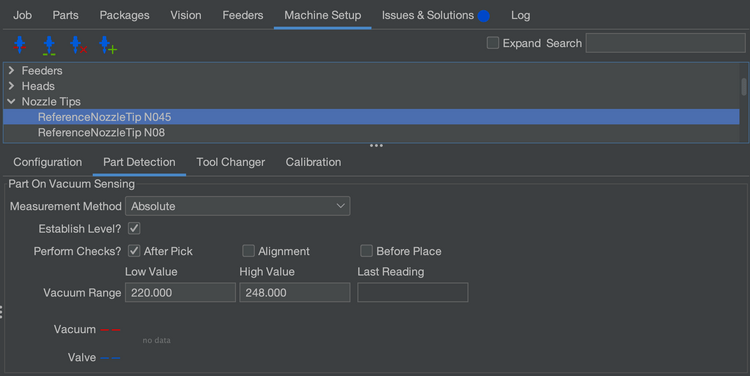 Job Parts Packages Vision Feeders Machine Setup Issues & Solutions Log
Expand Search
Feeders
Heads
Nozzle Tips
ReferenceNozzleTip N045
ReferenceNozzleTip N08
Configuration Part Detection Tool Changer Calibration
Part On Vacuum Sensing
Measurement Method Absolute
Establish Level?
Perform Checks? After Pick Alignment Before Place
Low Value High Value Last Reading
Vacuum Range 220.000 248.000
Vacuum
no data
Valve